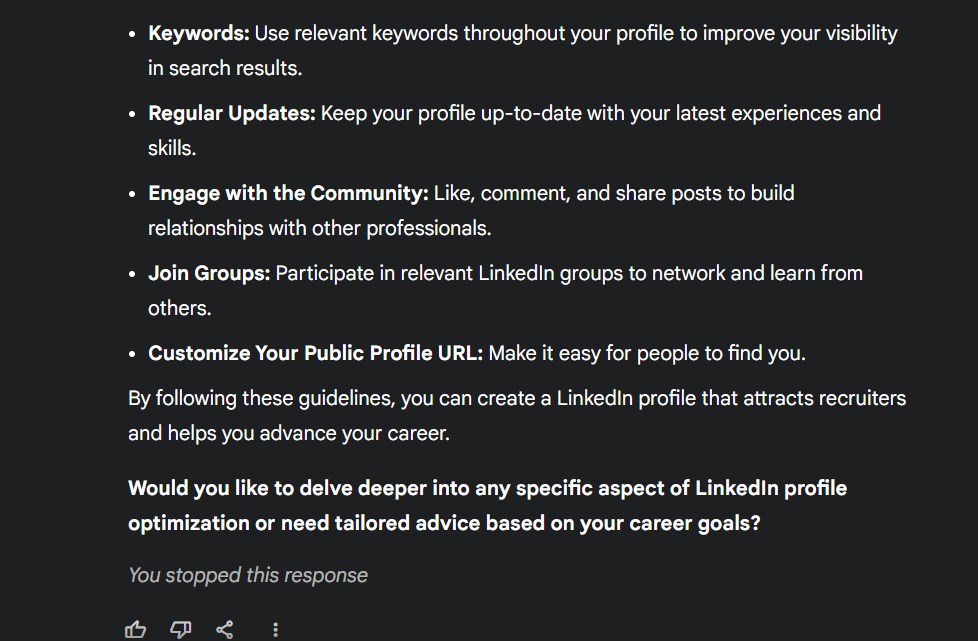 • Keywords: Use relevant keywords throughout your profile to improve your visibility
in search results.
• Regular Updates: Keep your profile up-to-date with your latest experiences and
skills.
• Engage with the Community: Like, comment, and share posts to build
relationships with other professionals.
• Join Groups: Participate in relevant LinkedIn groups to network and learn from
others.
• Customize Your Public Profile URL: Make it easy for people to find you.
By following these guidelines, you can create a LinkedIn profile that attracts recruiters
and helps you advance your career.
Would you like to delve deeper into any specific aspect of LinkedIn profile
optimization or need tailored advice based on your career goals?
You stopped this response